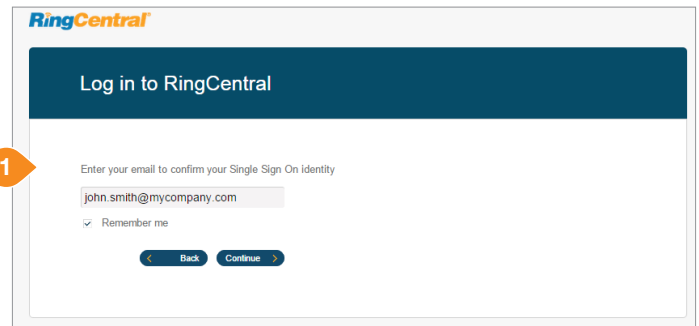 RingCentral®
Log in to RingCentral
1
Enter your email to confirm your Single Sign On identity
john.smith@mycompany.com
Remember me
Back Continue